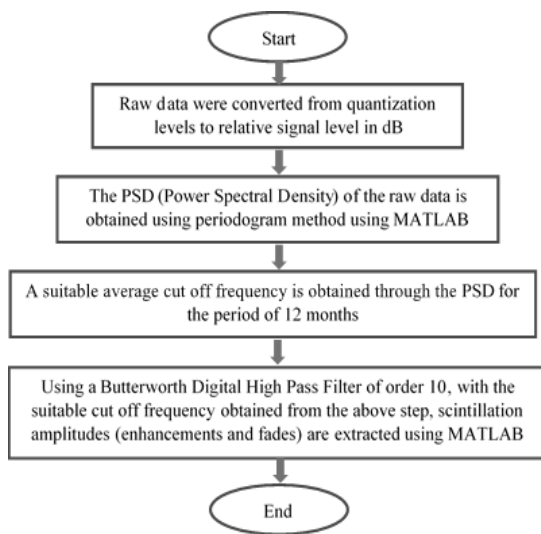 Start
Raw data were converted from quantization
levels to relative signal level in dB
The PSD (Power Spectral Density) of the raw data is
obtained using periodogram method using MATLAB
A suitable average cut off frequency is obtained through the PSD for
the period of 12 months
Using a Butterworth Digital High Pass Filter of order 10, with the
suitable cut off frequency obtained from the above step, scintillation
amplitudes (enhancements and fades) are extracted using MATLAB
End